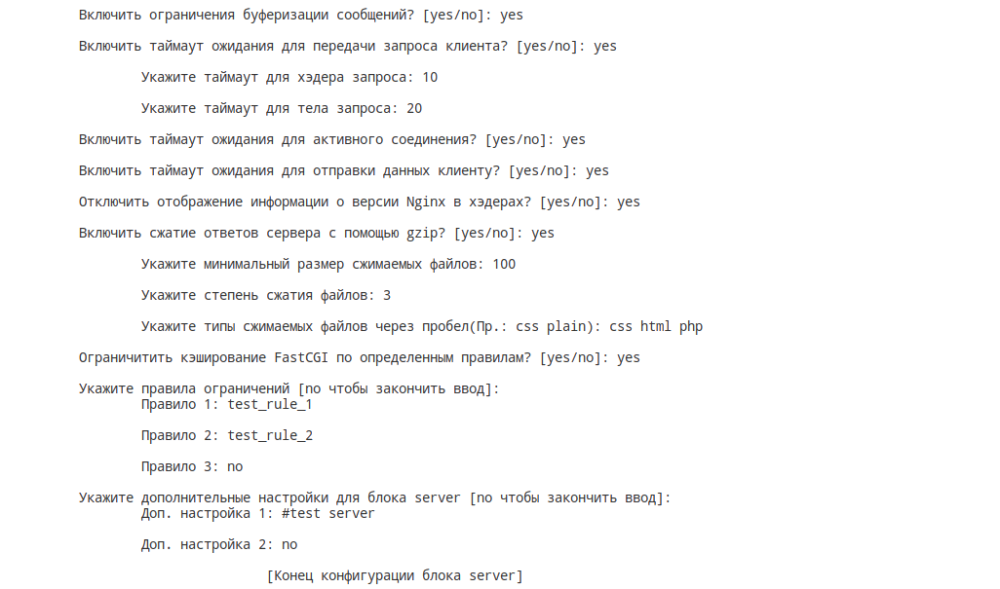 Включить ограничения буферизации сообщений? [yes/no]: yes
Включить таймаут ожидания для передачи запроса клиента? [yes/no]: yes
Укажите таймаут для хэдера запроса: 10
Укажите таймаут для тела запроса: 20
Включить таймаут ожидания для активного соединения? [yes/no]: yes
Включить таймаут ожидания для отправки данных клиенту? [yes/no]: yes
Отключить отображение информации о версии Nginx в хэдерах? [yes/no]: yes
Включить сжатие ответов сервера с помощью gzip? [yes/no]: yes
Укажите минимальный размер сжимаемых файлов: 100
Укажите степень сжатия файлов: 3
Укажите типы сжимаемых файлов через пробел(Пр.: css plain): css html php
Ограничитить кэширование FastCGI по определенным правилам? [yes/no]: yes
Укажите правила ограничений [no чтобы закончить ввод]:
Правило 1: test_rule_1
Правило 2: test_rule_2
Правило 3: no
Укажите дополнительные настройки для блока server [no чтобы закончить ввод]:
Доп. настройка 1: #test server
Доп. настройка 2: no
[Конец конфигурации блока server]